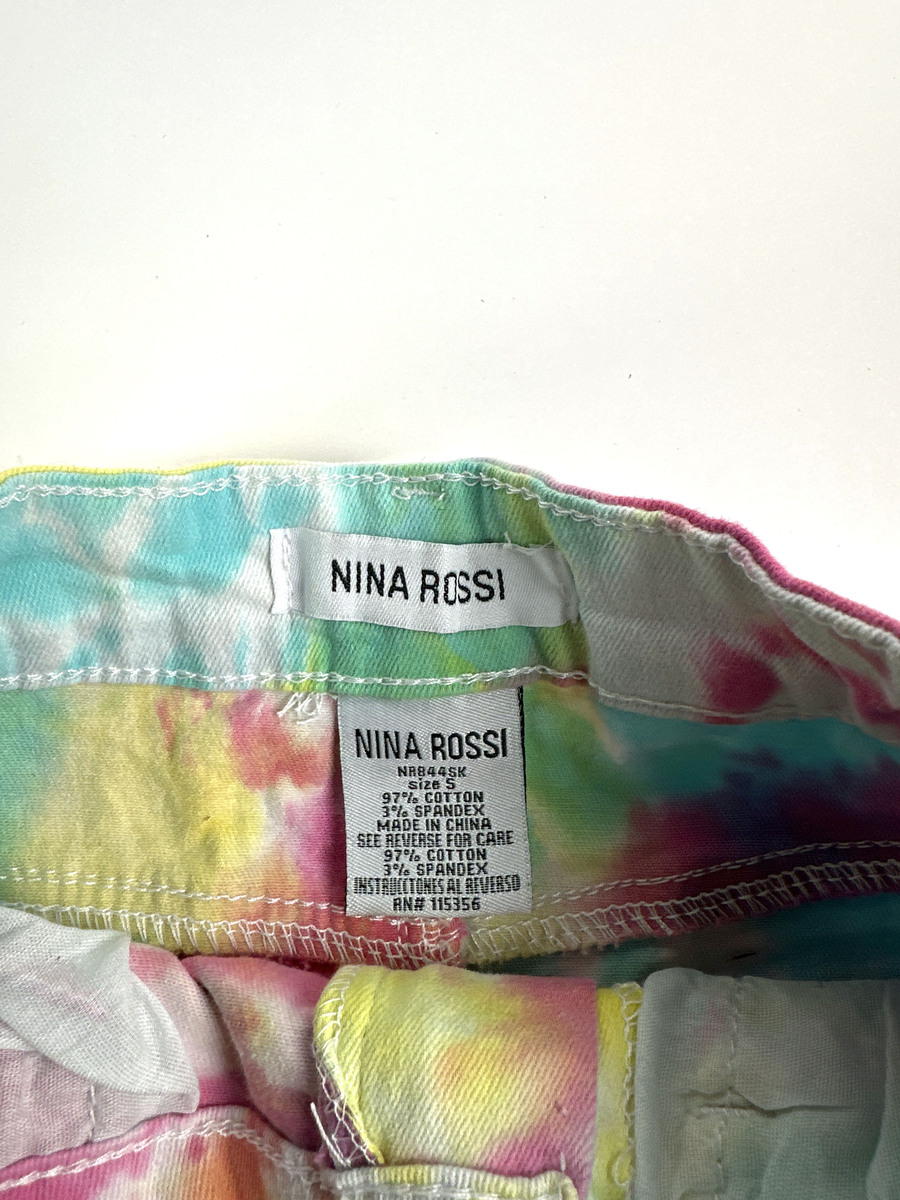 NINA ROSSI
NINA ROSSI
NR844SK
size S
97% COTTON
3% SPANDEX
MADE IN CHINA
SEE REVERSE FOR CARE
97% COTTON
3% SPANDEX
INSTRUCCIONES AL REVERSO
RN# 115356